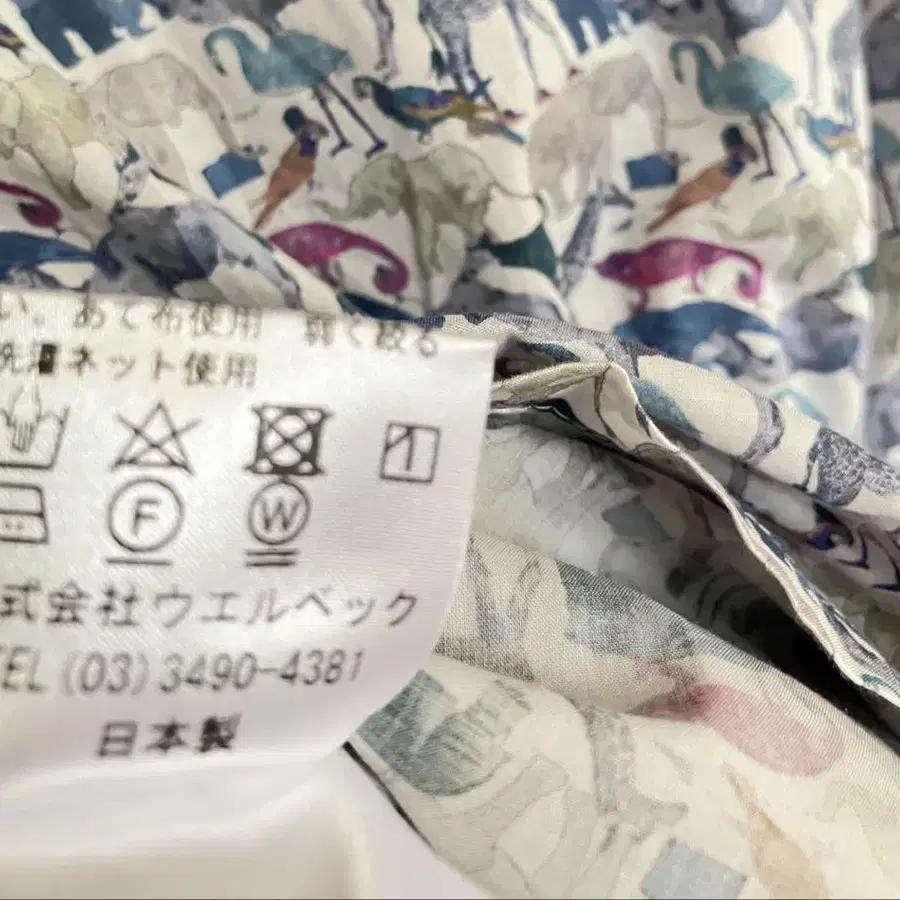 い。あて布使用 弱く絞る
洗濯ネット使用
F
W
式会社ウエルベック
TEL (03) 3490-4381
日本製